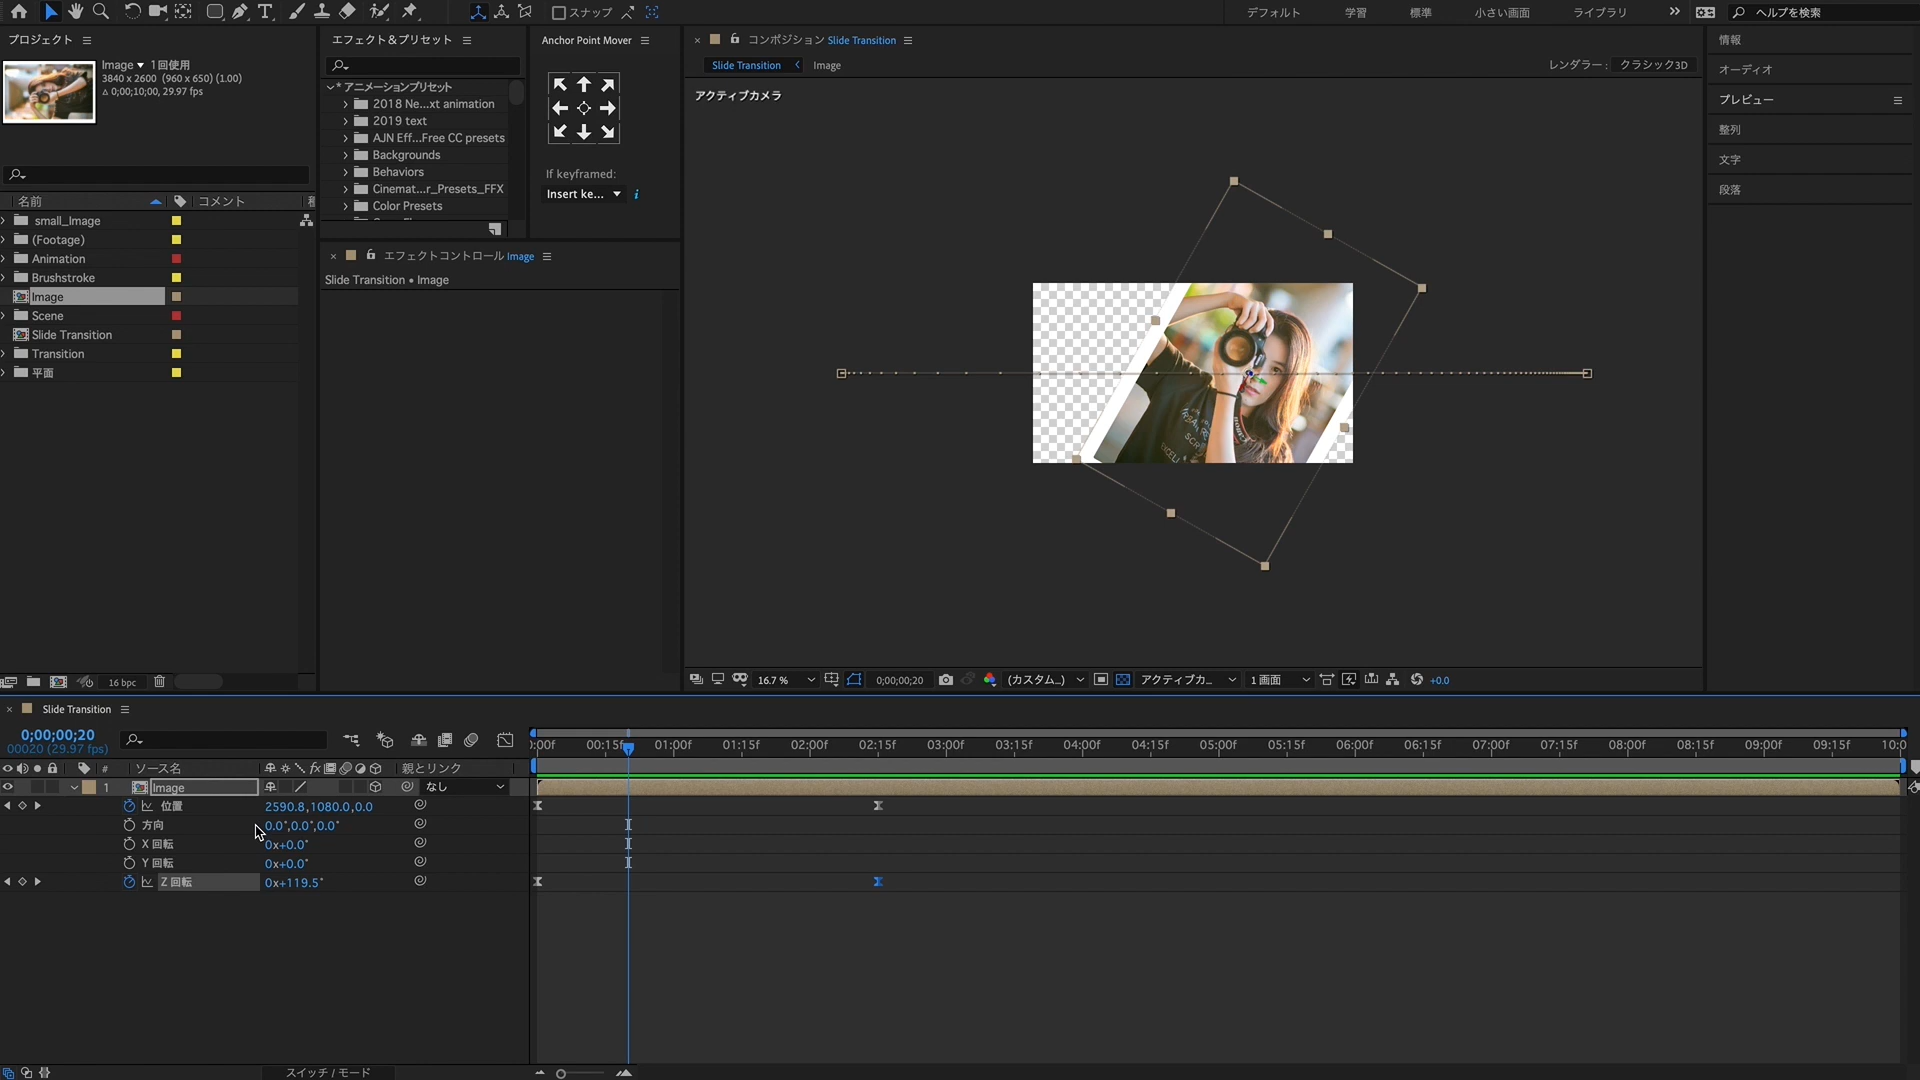 スナップ
デフォルト
学習
標準
小さい画面
ライブラリ
ヘルプを検索
プロジェクト
エフェクト＆プリセット
Anchor Point Mover
コンポジション Slide Transition
情報
Image
1回使用
3840 x 2600 (960 x 650) (1.00)
Δ 0;00;10;00, 29.97 fps
Slide Transition
Image
レンダラー :
クラシック3D
オーディオ
アクティブカメラ
プレビュー
整列
文字
段落
* アニメーションプリセット
2018 Ne...xt animation
2019 text
AJN Eff...Free CC presets
Backgrounds
Behaviors
Cinemat...r_Presets_FFX
Color Presets
If keyframed:
Insert ke...
名前
コメント
small_Image
(Footage)
Animation
Brushstroke
Image
Scene
Slide Transition
Transition
平面
エフェクトコントロール Image
Slide Transition • Image
16 bpc
16.7 %
0;00;00;20
(カスタム...)
アクティブカ...
1 画面
+0.0
Slide Transition
0;00;00;20
00020 (29.97 fps)
:00f
00:15f
01:00f
01:15f
02:00f
02:15f
03:00f
03:15f
04:00f
04:15f
05:00f
05:15f
06:00f
06:15f
07:00f
07:15f
08:00f
08:15f
09:00f
09:15f
10:0
#
ソース名
fx
親とリンク
1
Image
なし
位置
2590.8,1080.0,0.0
方向
0.0°,0.0°,0.0°
X 回転
0x+0.0°
Y 回転
0x+0.0°
Z 回転
0x+119.5°
スイッチ / モード